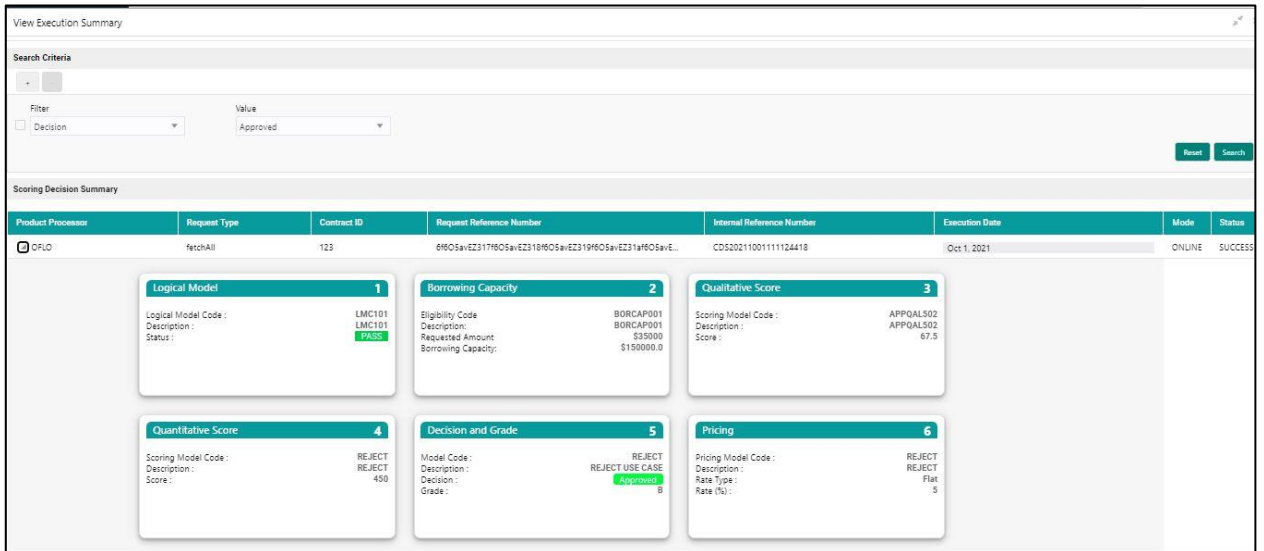 View Execution Summary
Search Criteria
+ -
Filter Value
Decision Approved
Reset Search
Scoring Decision Summary
Product Processor Request Type Contract ID Request Reference Number Internal Reference Number Execution Date Mode Status
OFLO fetchAll 123 6f6O5avEZ317f6O5avEZ318f6O5avEZ319f6O5avEZ31af6O5avE... CDS20211001111124418 Oct 1, 2021 ONLINE SUCCESS
Logical Model 1 Borrowing Capacity 2 Qualitative Score 3
Logical Model Code : LMC101 Eligibility Code BORCAP001 Scoring Model Code : APPQAL502
Description : LMC101 Description: BORCAP001 Description : APPQAL502
Status : PASS Requested Amount $35000 Score : 67.5
Borrowing Capacity: $150000.0
Quantitative Score 4 Decision and Grade 5 Pricing 6
Scoring Model Code : REJECT Model Code : REJECT Pricing Model Code : REJECT
Description : REJECT Description : REJECT USE CASE Description : REJECT
Score : 450 Decision : Approved Rate Type : Flat
Grade : B Rate (%) : 5